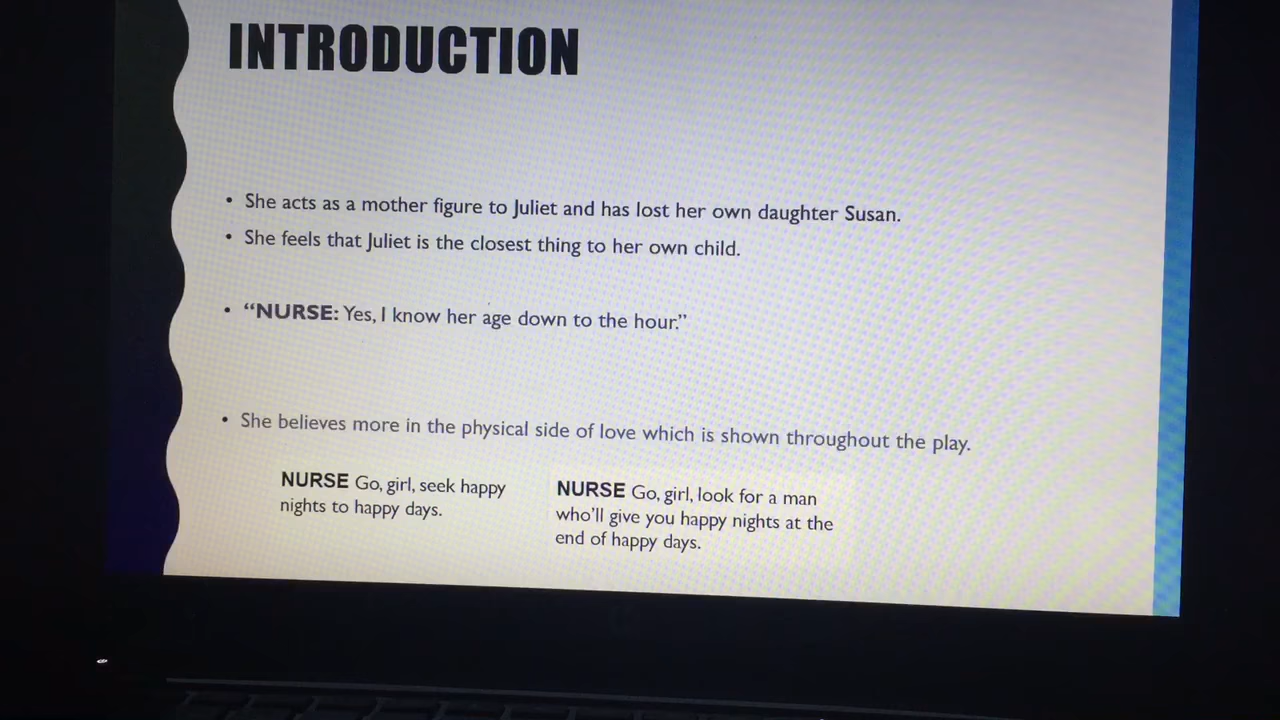 INTRODUCTION
• She acts as a mother figure to Juliet and has lost her own daughter Susan.
• She feels that Juliet is the closest thing to her own child.
• “NURSE: Yes, I know her age down to the hour.”
• She believes more in the physical side of love which is shown throughout the play.
NURSE Go, girl, seek happy
nights to happy days.
NURSE Go, girl, look for a man
who’ll give you happy nights at the
end of happy days.